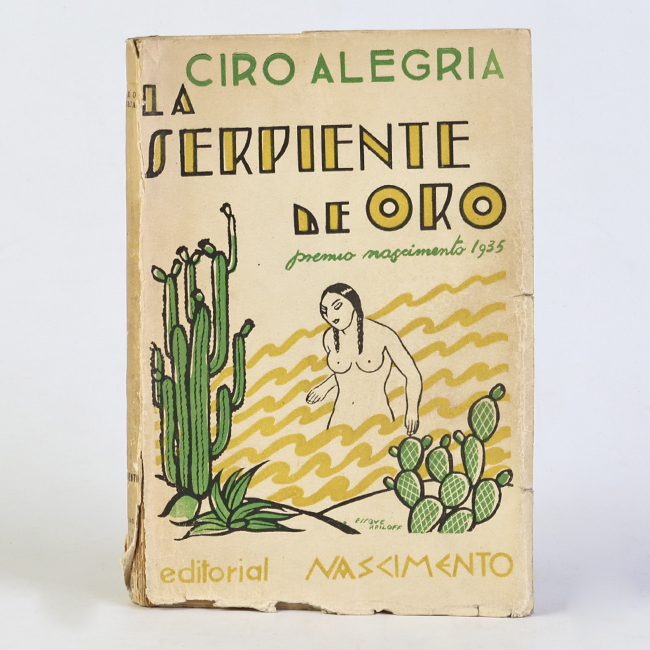 CIRO ALEGRIA
LA
SERPIENTE
DE ORO
premio nascimento 1935
editorial NASCIMENTO